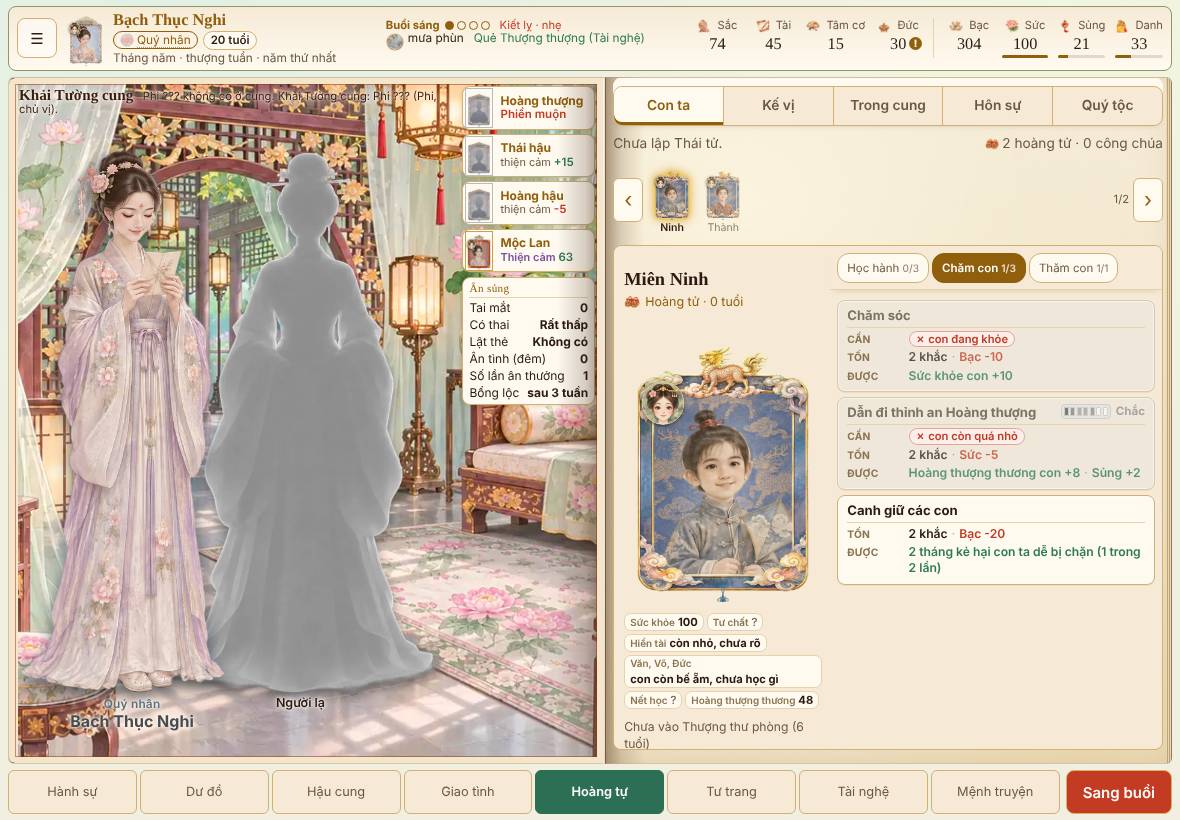 ☰
Bạch Thục Nghi
Quý nhân
20 tuổi
Tháng năm · thượng tuần · năm thứ nhất
Buổi sáng
Kiết lỵ · nhẹ
mưa phùn
Quẻ Thượng thượng (Tài nghệ)
Sắc
74
Tài
45
Tâm cơ
15
Đức
30 !
Bạc
304
Sức
100
Sủng
21
Danh
33
Khải Tường cung
Phi ??? không có ở cung. Khải Tường cung: Phi ??? (Phi, chủ vị).
Hoàng thượng
Phiền muộn
Thái hậu
thiện cảm +15
Hoàng hậu
thiện cảm -5
Mộc Lan
Thiện cảm 63
Ân sủng
Tai mắt 0
Có thai Rất thấp
Lật thẻ Không có
Ân tình (đêm) 0
Số lần ân thưởng 1
Bổng lộc sau 3 tuần
Quý nhân
Bạch Thục Nghi
Người lạ
Con ta
Kế vị
Trong cung
Hôn sự
Quý tộc
Chưa lập Thái tử.
2 hoàng tử · 0 công chúa
‹
Ninh
Thành
1/2
›
Miên Ninh
Hoàng tử · 0 tuổi
Sức khỏe 100
Tư chất ?
Hiền tài còn nhỏ, chưa rõ
Văn, Võ, Đức
con còn bế ẵm, chưa học gì
Nết học ?
Hoàng thượng thương 48
Chưa vào Thượng thư phòng (6
tuổi)
Học hành 0/3
Chăm con 1/3
Thăm con 1/1
Chăm sóc
CẦN × con đang khỏe
TỐN 2 khắc · Bạc -10
ĐƯỢC Sức khỏe con +10
Dẫn đi thỉnh an Hoàng thượng Chắc
CẦN × con còn quá nhỏ
TỐN 2 khắc · Sức -5
ĐƯỢC Hoàng thượng thương con +8 · Sủng +2
Canh giữ các con
TỐN 2 khắc · Bạc -20
ĐƯỢC 2 tháng kẻ hại con ta dễ bị chặn (1 trong
2 lần)
Hành sự
Dư đồ
Hậu cung
Giao tình
Hoàng tự
Tư trang
Tài nghệ
Mệnh truyện
Sang buổi